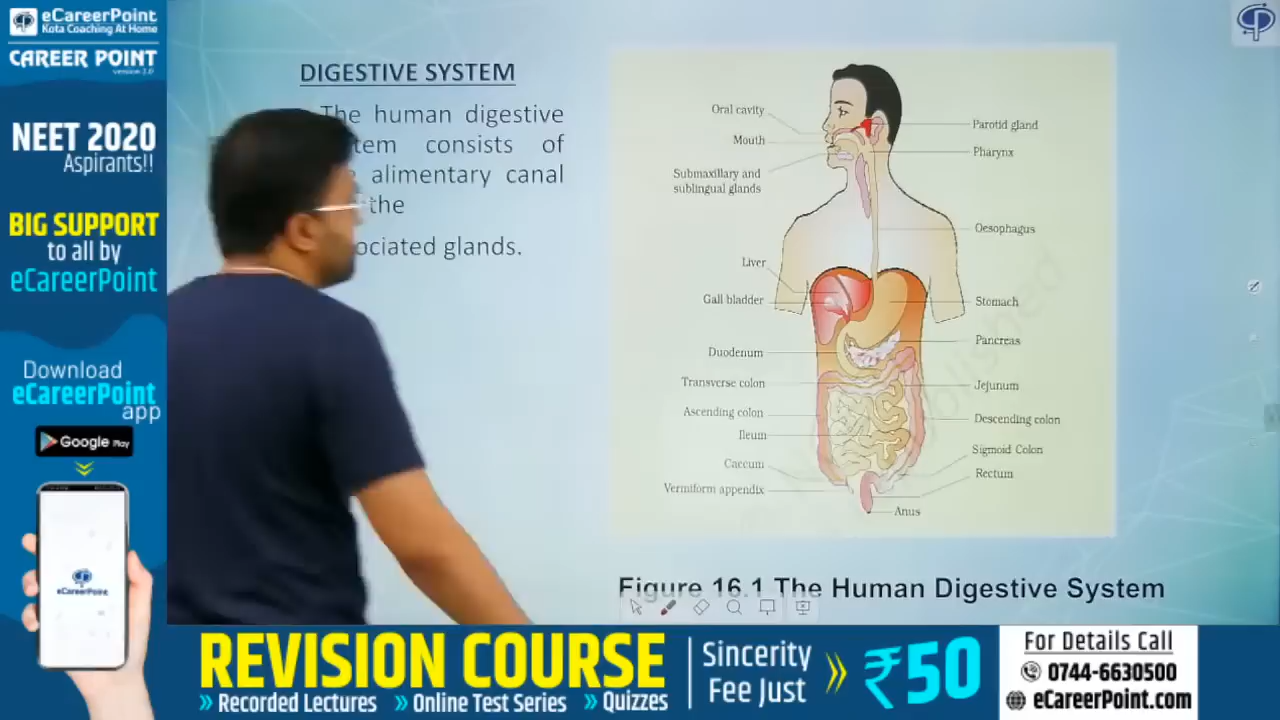 eCareerPoint
Kota Coaching At Home
CAREER POINT
version 2.0
NEET 2020
Aspirants!!
BIG SUPPORT
to all by
eCareerPoint
Download
eCareerPoint
app
Google Play
eCareerPoint
DIGESTIVE SYSTEM
The human digestive
tem consists of
alimentary canal
the
ociated glands.
Oral cavity
Mouth
Submaxillary and
sublingual glands
Liver
Gall bladder
Duodenum
Transverse colon
Ascending colon
Ileum
Caecum
Vermiform appendix
Parotid gland
Pharynx
Oesophagus
Stomach
Pancreas
Jejunum
Descending colon
Sigmoid Colon
Rectum
Anus
Figure 16.1 The Human Digestive System
REVISION COURSE
» Recorded Lectures » Online Test Series » Quizzes
Sincerity
Fee Just
» ₹50
For Details Call
0744-6630500
eCareerPoint.com